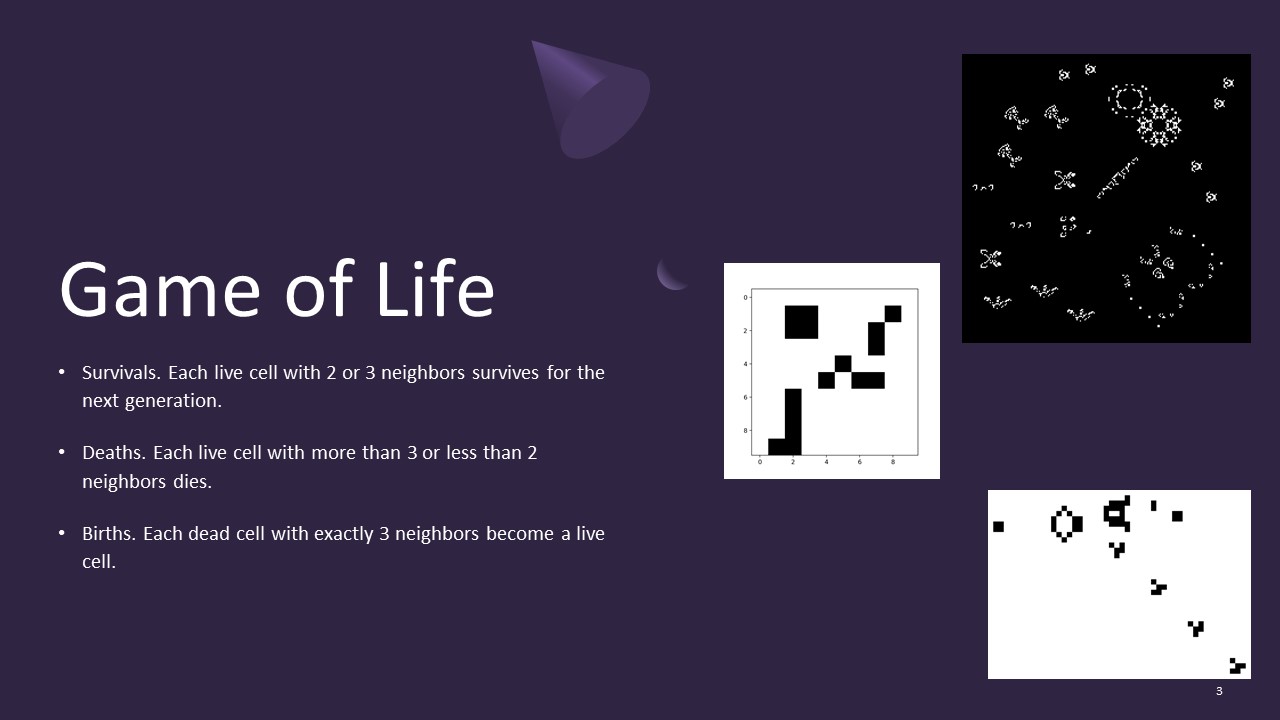 Game of Life
• Survivals. Each live cell with 2 or 3 neighbors survives for the
next generation.
• Deaths. Each live cell with more than 3 or less than 2
neighbors dies.
• Births. Each dead cell with exactly 3 neighbors become a live
cell.
0
2
4
6
8
0 2 4 6 8
3